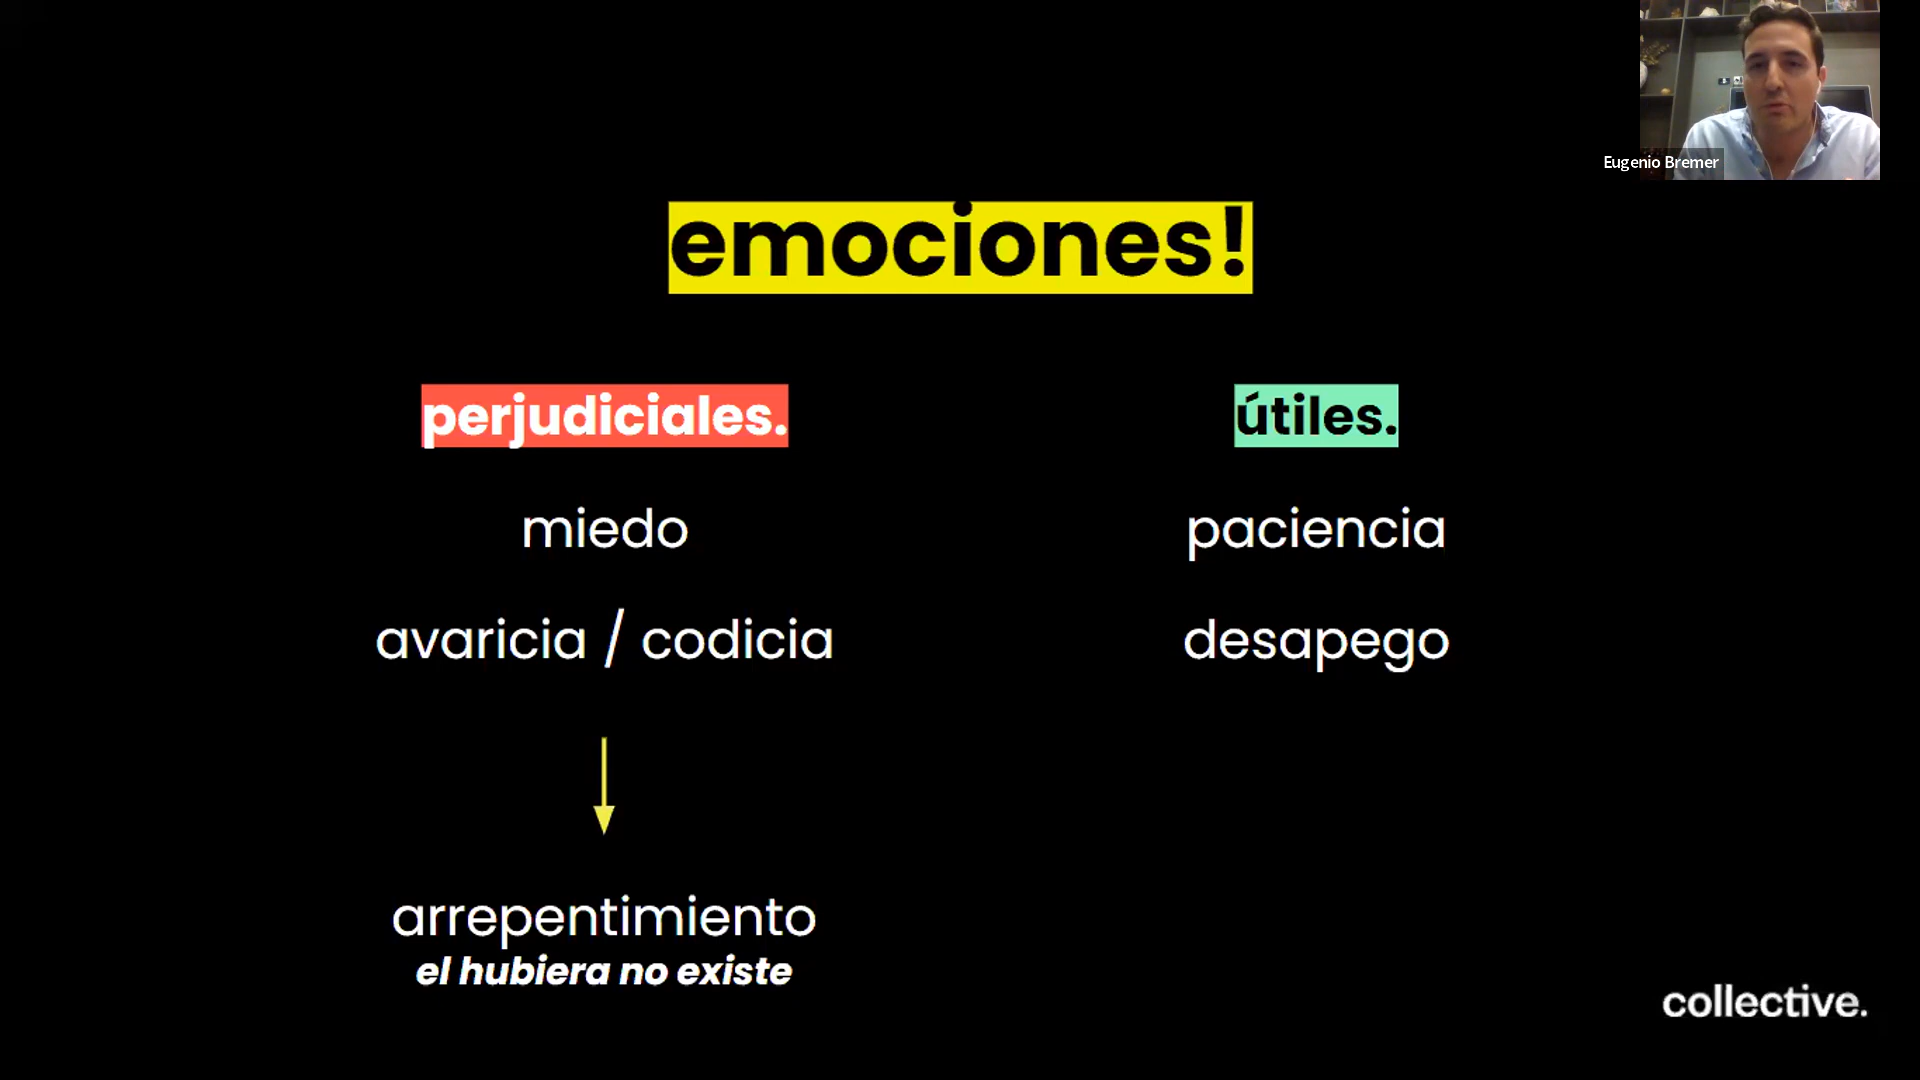 Eugenio Bremer
emociones!
perjudiciales.
miedo
avaricia / codicia
arrepentimiento
el hubiera no existe
útiles.
paciencia
desapego
collective.